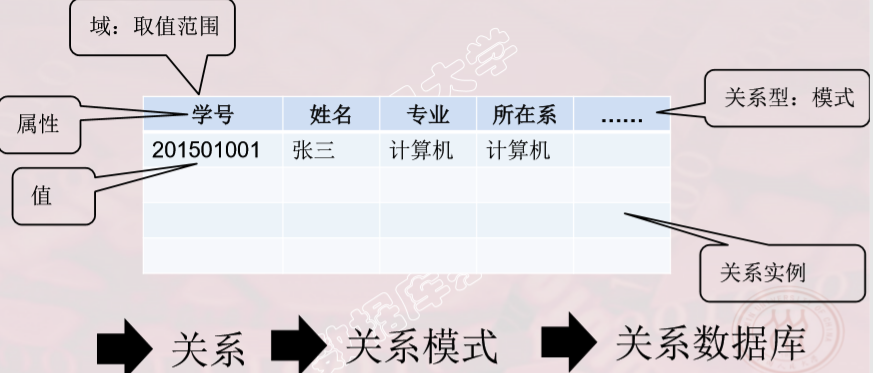 域：取值范围
属性
学号 姓名 专业 所在系 ......
关系型：模式
201501001 张三 计算机 计算机
值
关系实例
关系 关系模式 关系数据库